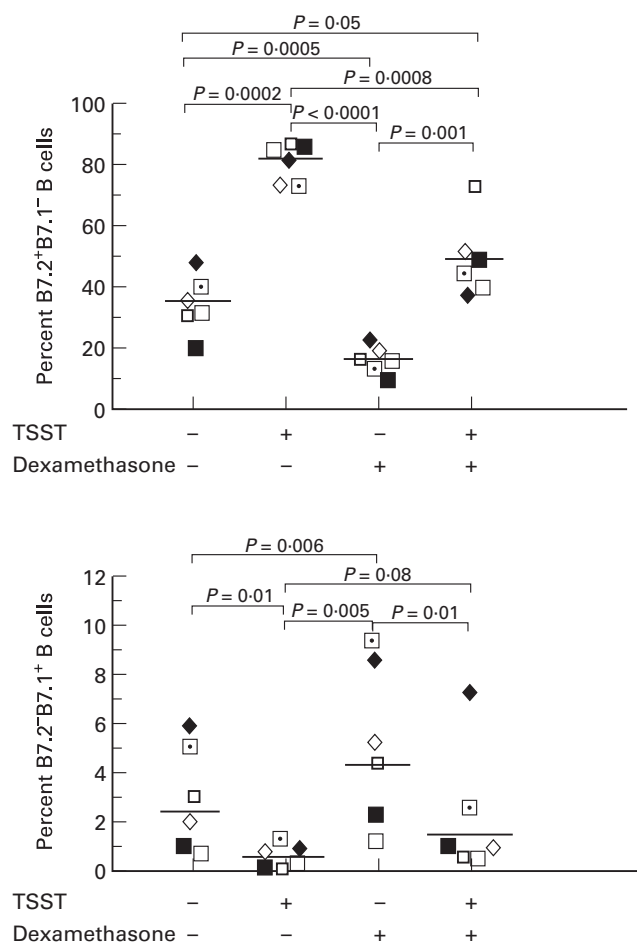 P = 0·05
P = 0·0005
P = 0·0002
P = 0·0008
P < 0·0001
P = 0·001
Percent B7.2⁺B7.1⁻ B cells
100
80
60
40
20
0
TSST – + – +
Dexamethasone – – + +
P = 0·006
P = 0·08
P = 0·01
P = 0·005
P = 0·01
Percent B7.2⁻B7.1⁺ B cells
12
10
8
6
4
2
0
TSST – + – +
Dexamethasone – – + +